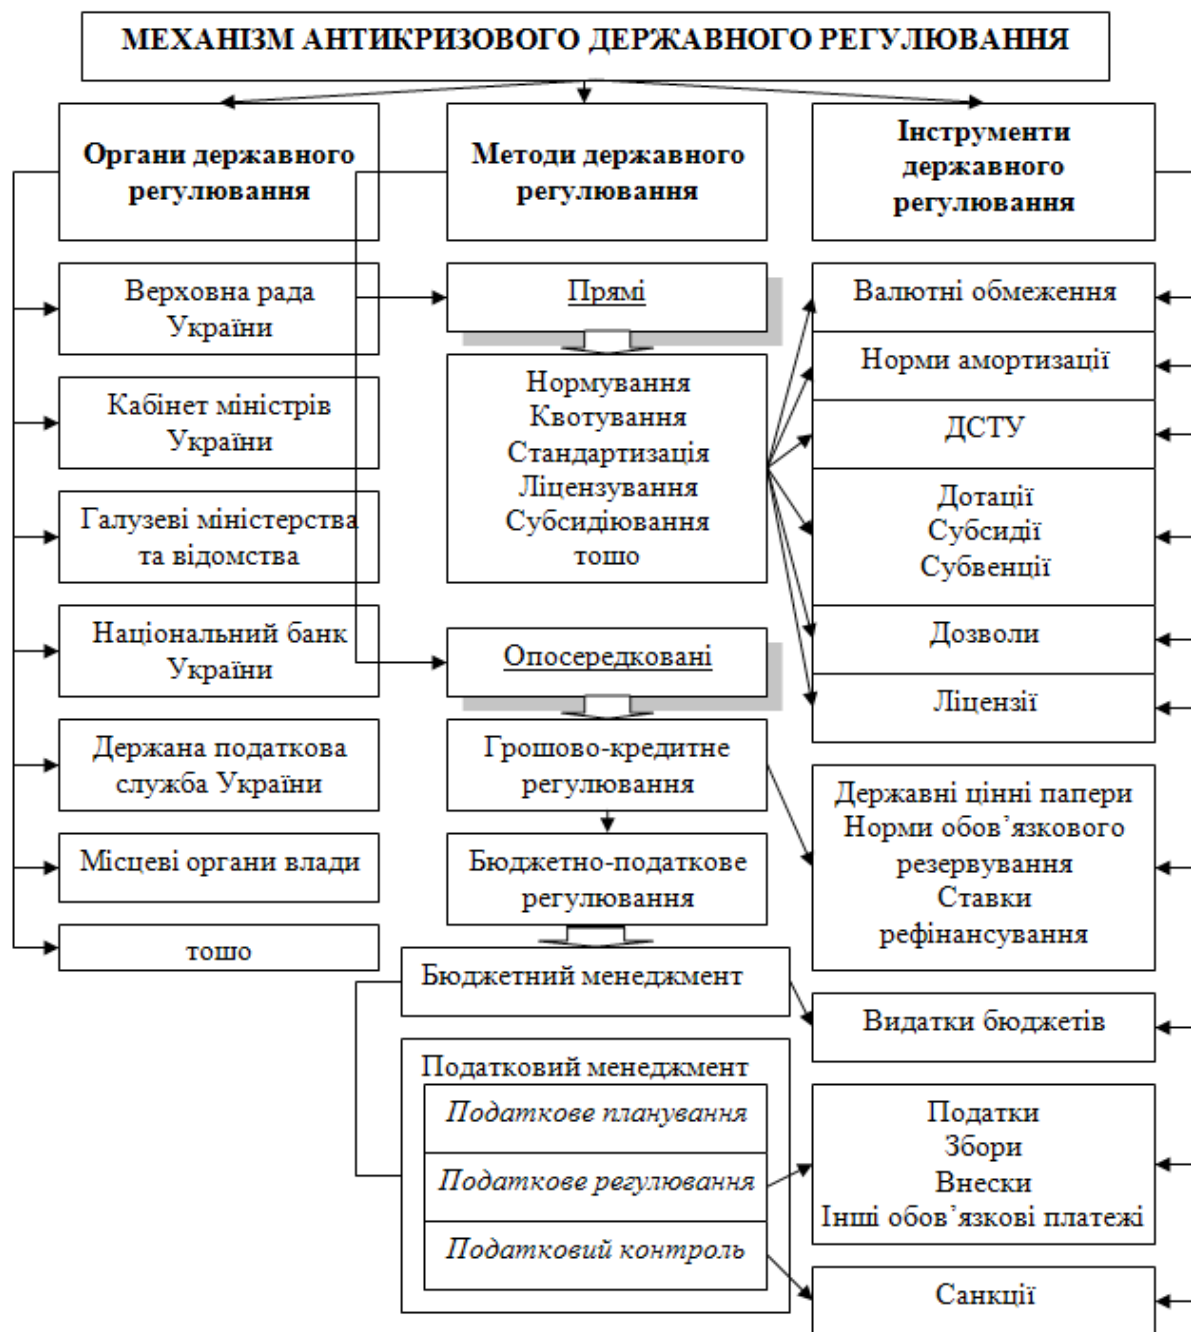 МЕХАНІЗМ АНТИКРИЗОВОГО ДЕРЖАВНОГО РЕГУЛЮВАННЯ
Органи державного
регулювання
Верховна рада
України
Кабінет міністрів
України
Галузеві міністерства
та відомства
Національний банк
України
Держана податкова
служба України
Місцеві органи влади
тошо
Методи державного
регулювання
Прямі
Нормування
Квотування
Стандартизація
Ліцензування
Субсидіювання
тошо
Опосередковані
Грошово-кредитне
регулювання
Бюджетно-податкове
регулювання
Бюджетний менеджмент
Податковий менеджмент
Податкове планування
Податкове регулювання
Податковий контроль
Інструменти
державного
регулювання
Валютні обмеження
Норми амортизації
ДСТУ
Дотації
Субсидії
Субвенції
Дозволи
Ліцензії
Державні цінні папери
Норми обов’язкового
резервування
Ставки
рефінансування
Видатки бюджетів
Податки
Збори
Внески
Інші обов’язкові платежі
Санкції